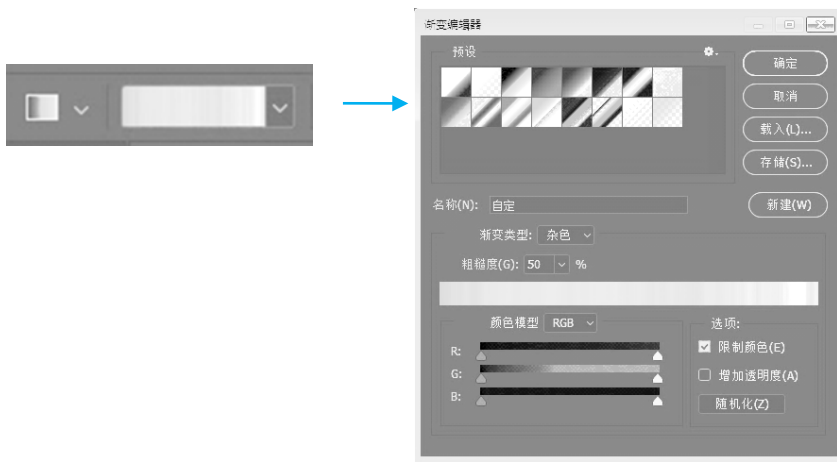 渐变编辑器
预设
确定
取消
载入(L)...
存储(S)...
名称(N): 自定
新建(W)
渐变类型: 杂色
粗糙度(G): 50 %
颜色模型 RGB
选项:
R:
限制颜色(E)
G:
增加透明度(A)
B:
随机化(Z)